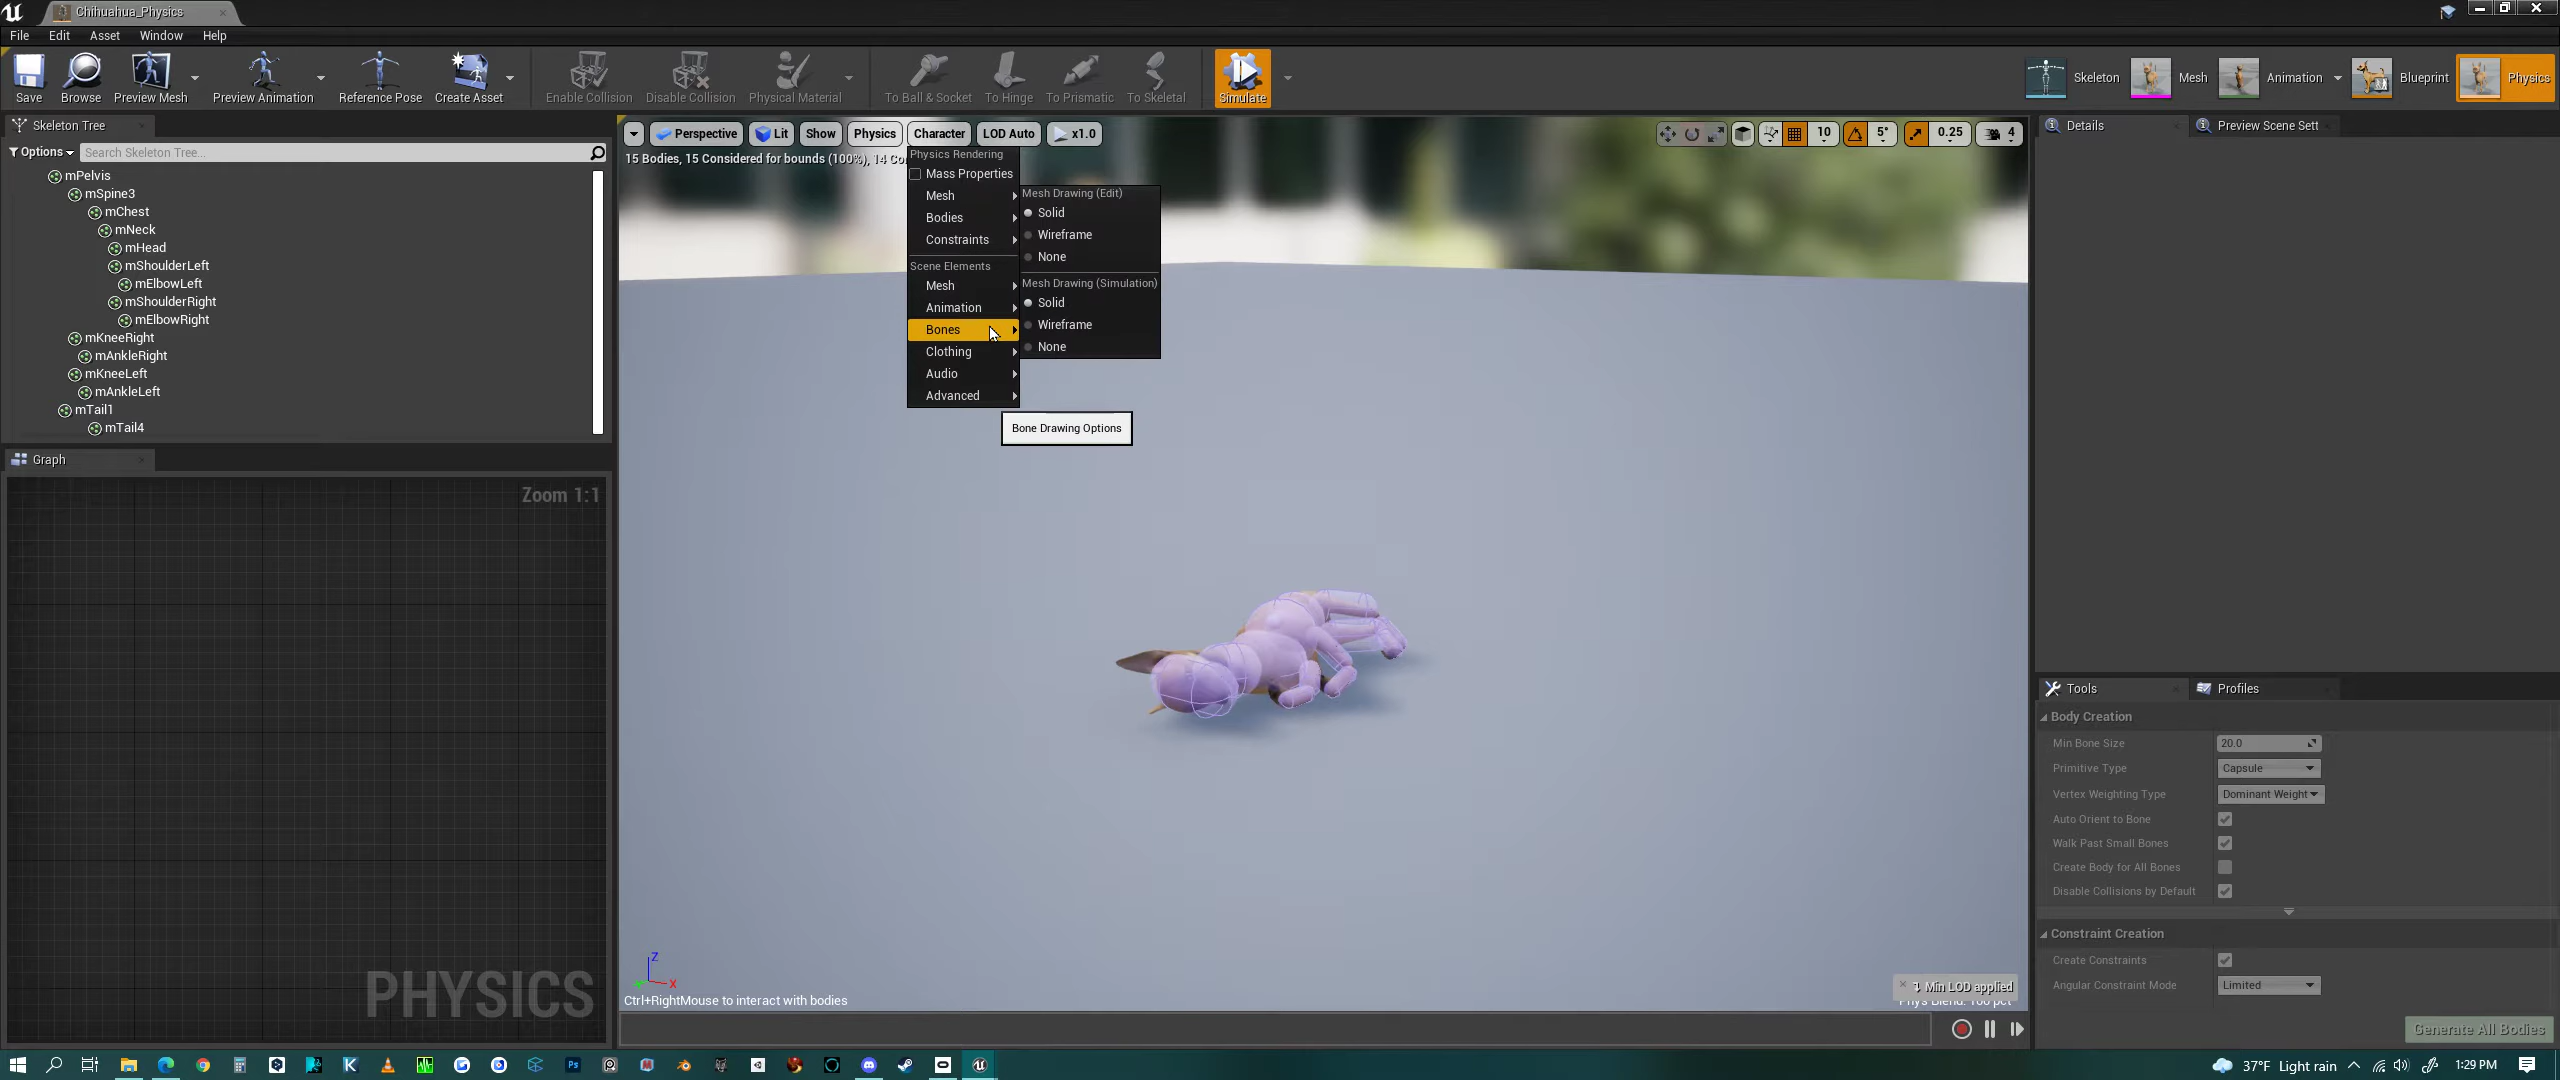 Chihuahua_Physics
File Edit Asset Window Help
Save Browse Preview Mesh Preview Animation Reference Pose Create Asset Enable Collision Disable Collision Physical Material To Ball & Socket To Hinge To Prismatic To Skeletal Simulate Skeleton Mesh Animation Blueprint Physics
Skeleton Tree
Options Search Skeleton Tree...
mPelvis
mSpine3
mChest
mNeck
mHead
mShoulderLeft
mElbowLeft
mShoulderRight
mElbowRight
mKneeRight
mAnkleRight
mKneeLeft
mAnkleLeft
mTail1
mTail4
Graph
Zoom 1:1
PHYSICS
Perspective Lit Show Physics Character LOD Auto x1.0 10 5° 0.25 4
15 Bodies, 15 Considered for bounds (100%), 14 Co
Physics Rendering
Mass Properties
Mesh
Bodies
Constraints
Scene Elements
Mesh
Animation
Bones
Clothing
Audio
Advanced
Mesh Drawing (Edit)
Solid
Wireframe
None
Mesh Drawing (Simulation)
Solid
Wireframe
None
Bone Drawing Options
Z
X
Ctrl+RightMouse to interact with bodies
Min LOD applied
Details Preview Scene Sett
Tools Profiles
Body Creation
Min Bone Size 20.0
Primitive Type Capsule
Vertex Weighting Type Dominant Weight
Auto Orient to Bone
Walk Past Small Bones
Create Body for All Bones
Disable Collisions by Default
Constraint Creation
Create Constraints
Angular Constraint Mode Limited
Generate All Bodies
37°F Light rain 1:29 PM